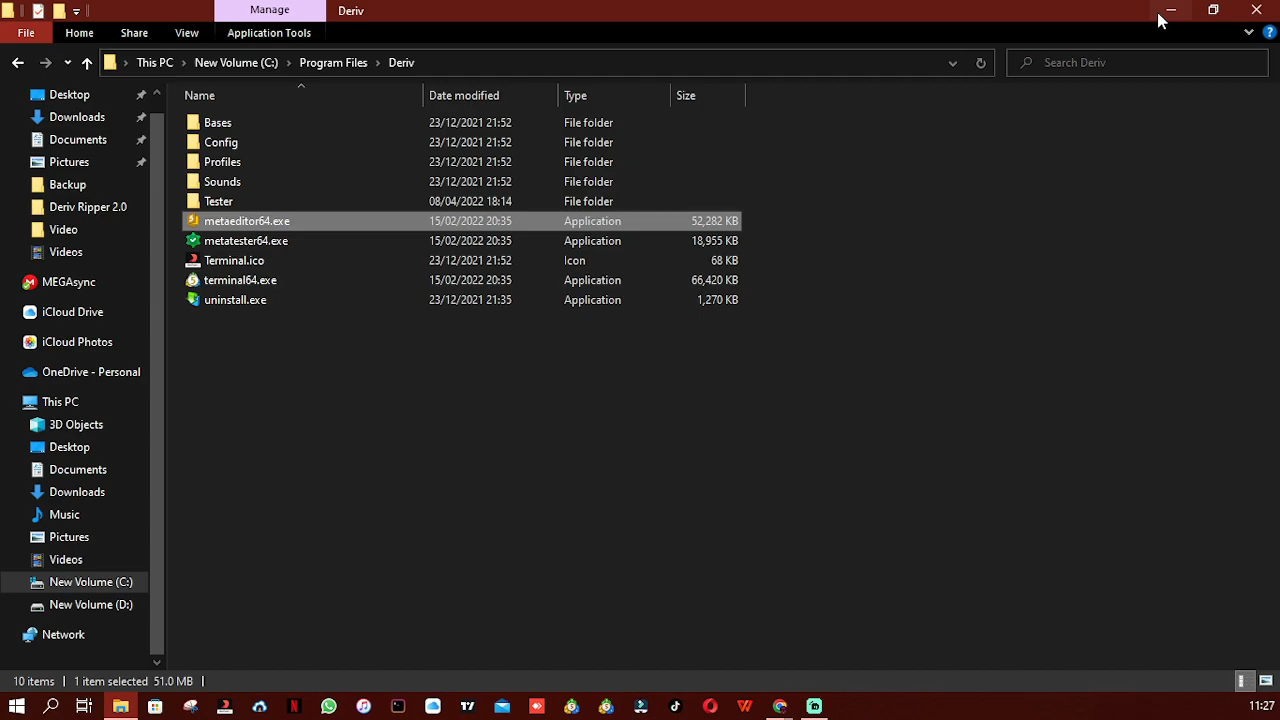 Manage
Deriv
File
Home
Share
View
Application Tools
This PC
New Volume (C:)
Program Files
Deriv
Search Deriv
Name
Date modified
Type
Size
Bases 23/12/2021 21:52 File folder
Config 23/12/2021 21:52 File folder
Profiles 23/12/2021 21:52 File folder
Sounds 23/12/2021 21:52 File folder
Tester 08/04/2022 18:14 File folder
metaeditor64.exe 15/02/2022 20:35 Application 52,282 KB
metatester64.exe 15/02/2022 20:35 Application 18,955 KB
Terminal.ico 23/12/2021 21:52 Icon 68 KB
terminal64.exe 15/02/2022 20:35 Application 66,420 KB
uninstall.exe 23/12/2021 21:35 Application 1,270 KB
Desktop
Downloads
Documents
Pictures
Backup
Deriv Ripper 2.0
Video
Videos
MEGAsync
iCloud Drive
iCloud Photos
OneDrive - Personal
This PC
3D Objects
Desktop
Documents
Downloads
Music
Pictures
Videos
New Volume (C:)
New Volume (D:)
Network
10 items
1 item selected 51.0 MB
11:27